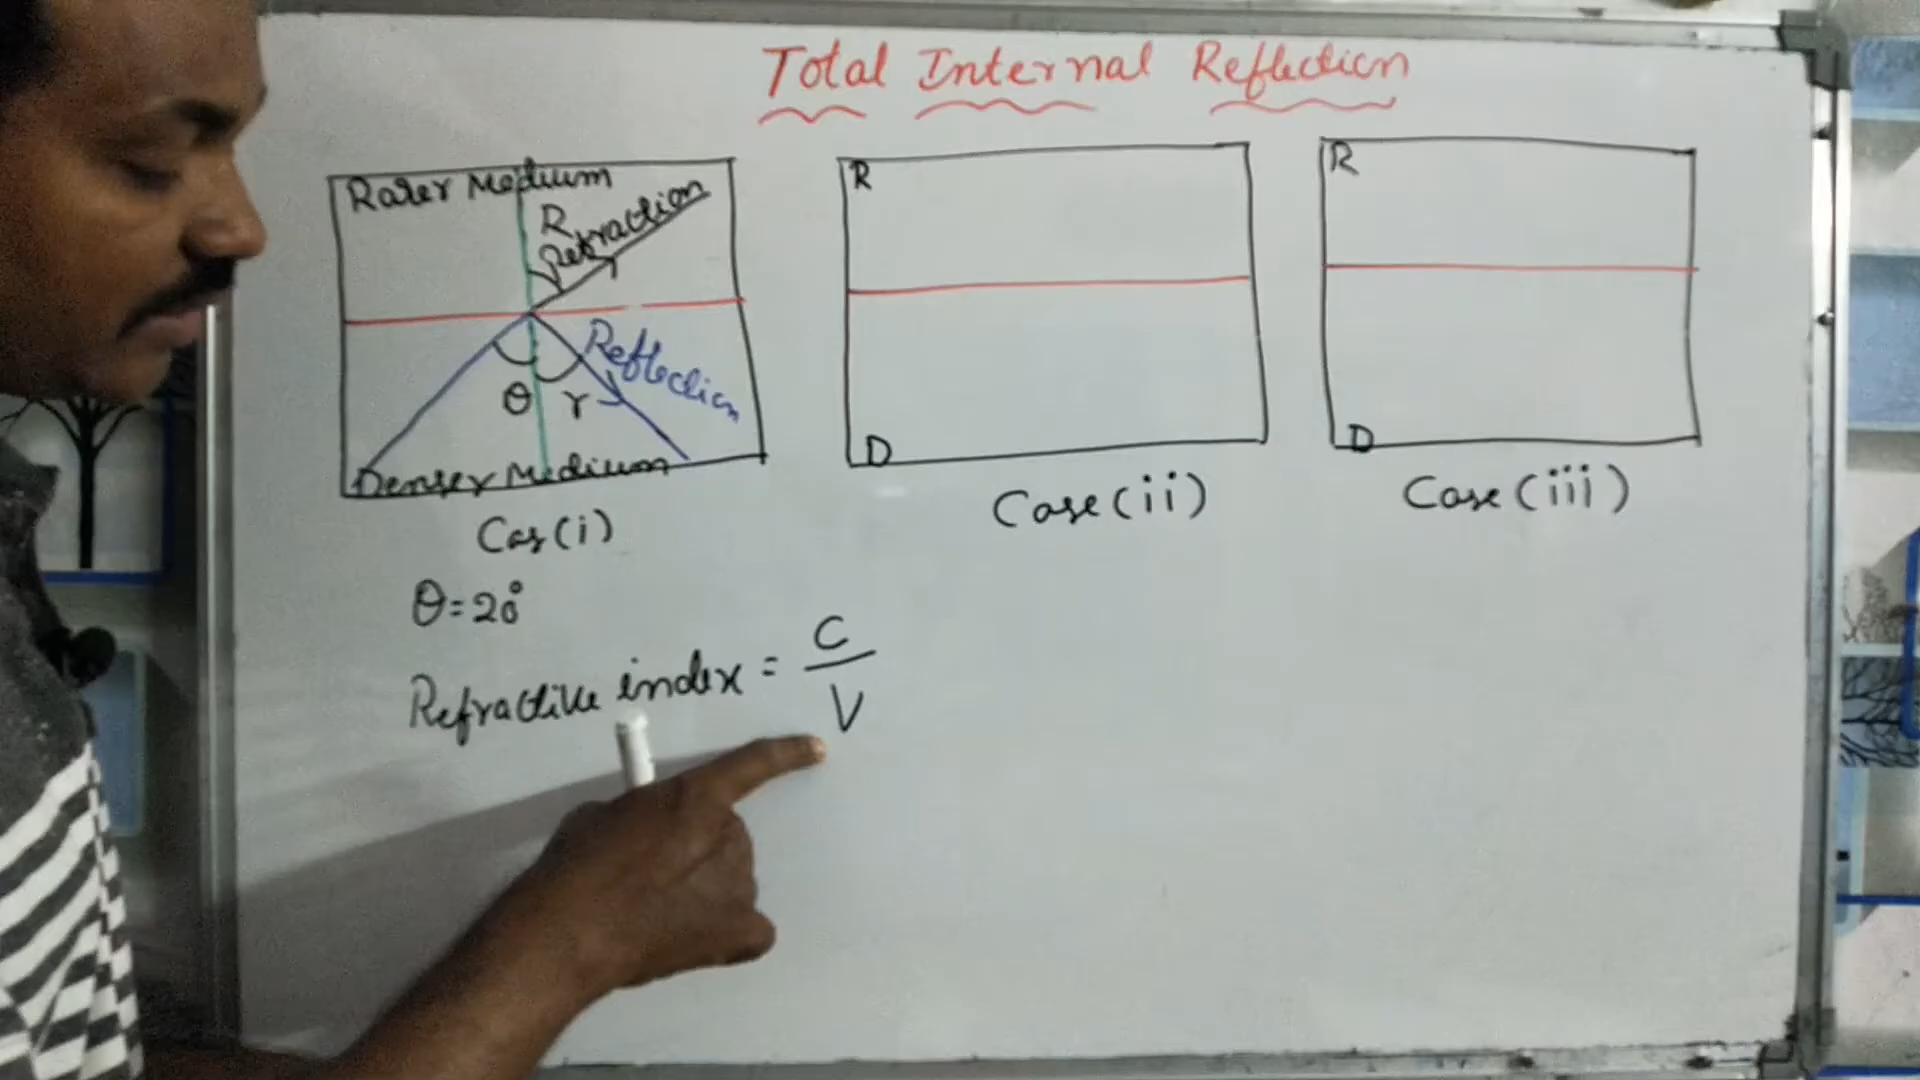 Total Internal Reflection
Rarer Medium
R
Refraction
Reflection
θ r
Denser Medium
Cas(i)
R
D
Case(ii)
R
D
Case(iii)
θ=20°
Refractive index = C
V